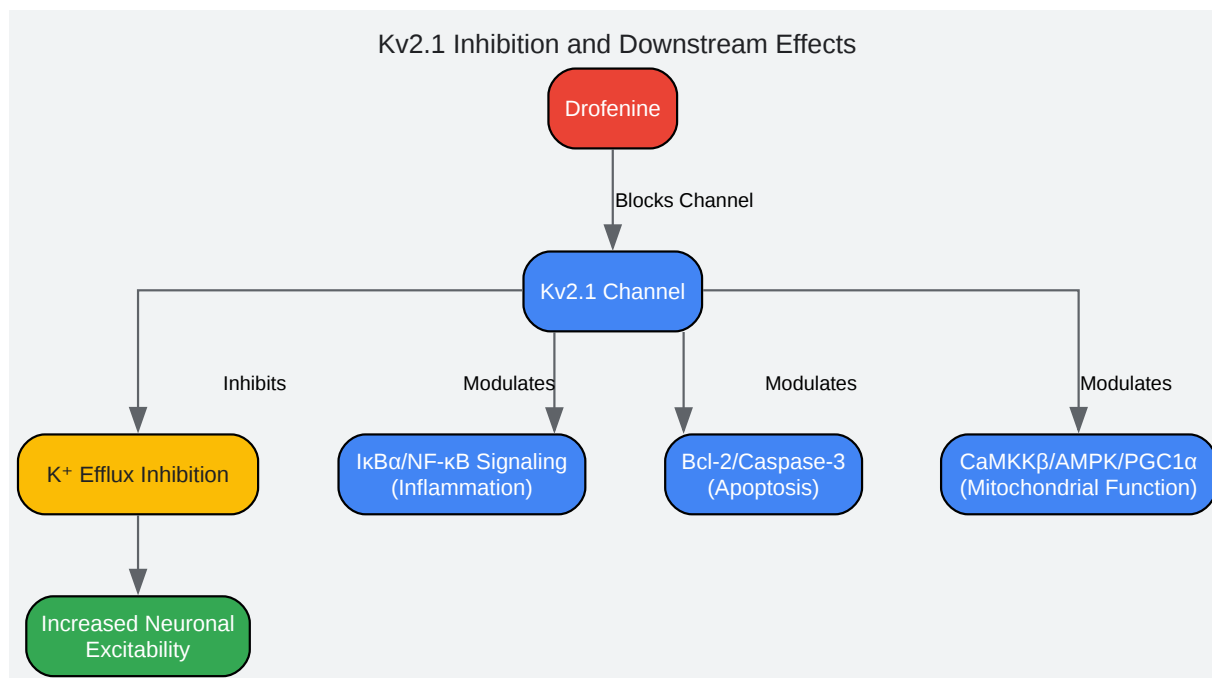 Kv2.1 Inhibition and Downstream Effects
Drofenine
Blocks Channel
Kv2.1 Channel
Inhibits
Modulates
Modulates
Modulates
K⁺ Efflux Inhibition
IκBα/NF-κB Signaling
(Inflammation)
Bcl-2/Caspase-3
(Apoptosis)
CaMKKβ/AMPK/PGC1α
(Mitochondrial Function)
Increased Neuronal
Excitability